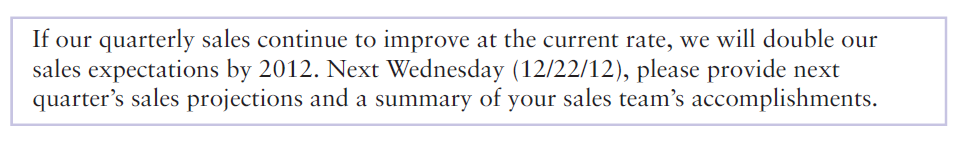 If our quarterly sales continue to improve at the current rate, we will double our
sales expectations by 2012. Next Wednesday (12/22/12), please provide next
quarter’s sales projections and a summary of your sales team’s accomplishments.